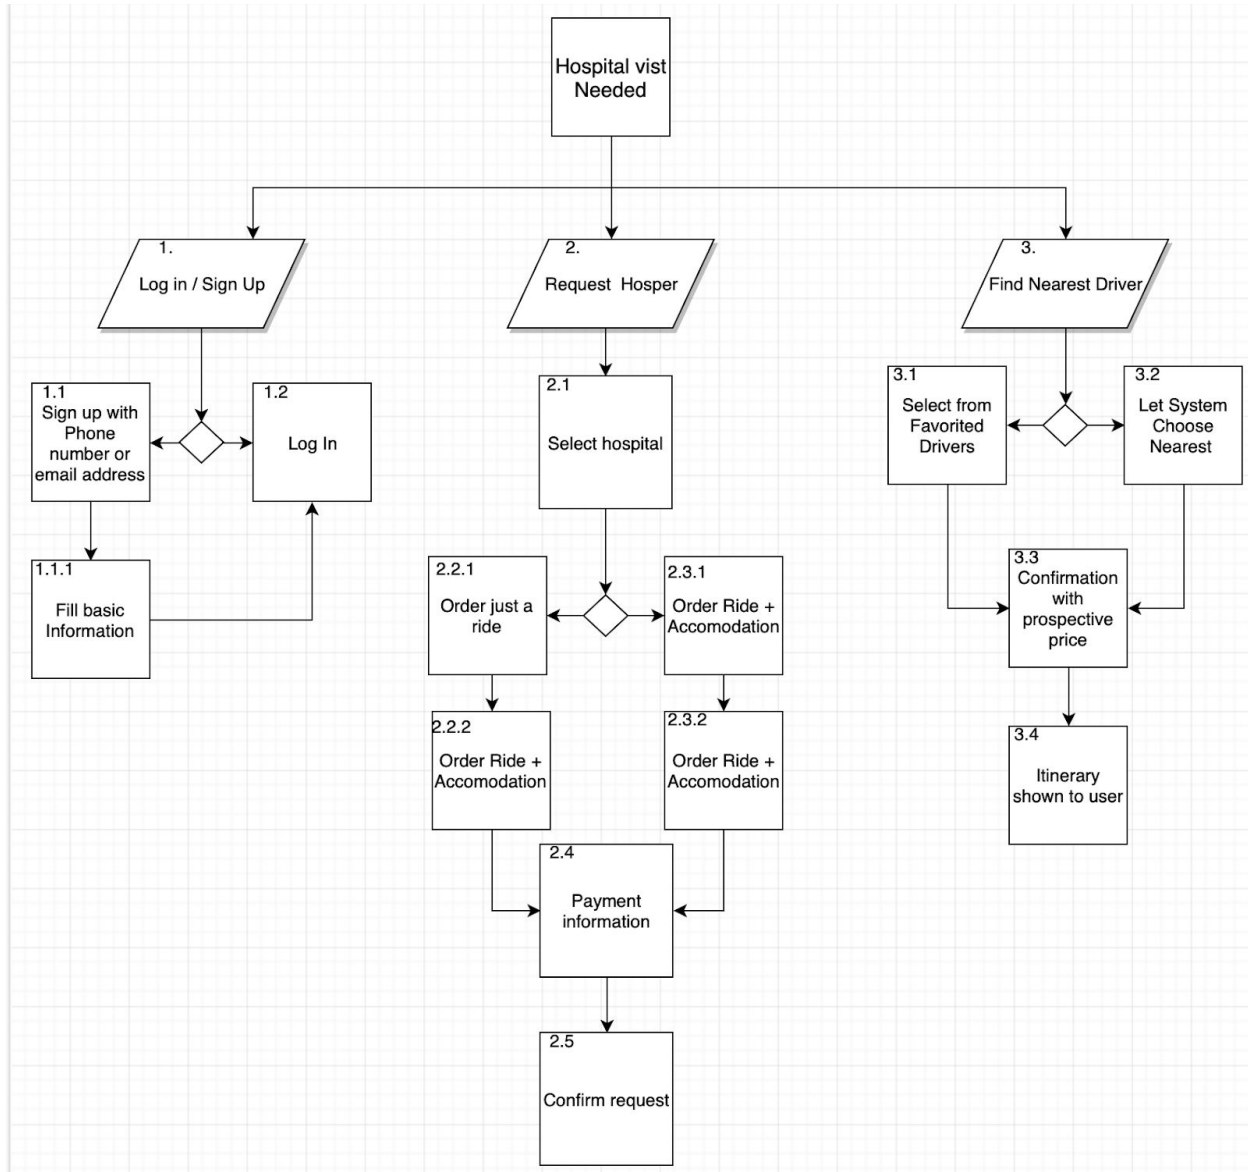 Hospital vist
Needed
1.
Log in / Sign Up
2.
Request Hosper
3.
Find Nearest Driver
1.1
Sign up with
Phone
number or
email address
1.2
Log In
1.1.1
Fill basic
Information
2.1
Select hospital
2.2.1
Order just a
ride
2.3.1
Order Ride +
Accomodation
2.2.2
Order Ride +
Accomodation
2.3.2
Order Ride +
Accomodation
2.4
Payment
information
2.5
Confirm request
3.1
Select from
Favorited
Drivers
3.2
Let System
Choose
Nearest
3.3
Confirmation
with
prospective
price
3.4
Itinerary
shown to user